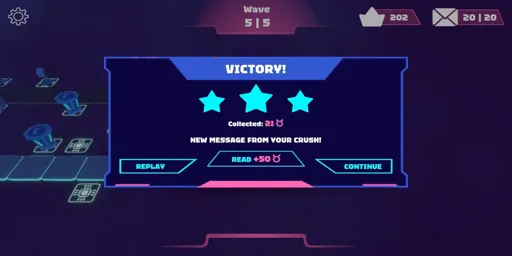 Wave
5 | 5
202
20 | 20
VICTORY!
Collected: 21
NEW MESSAGE FROM YOUR CRUSH!
REPLAY
READ +50
CONTINUE